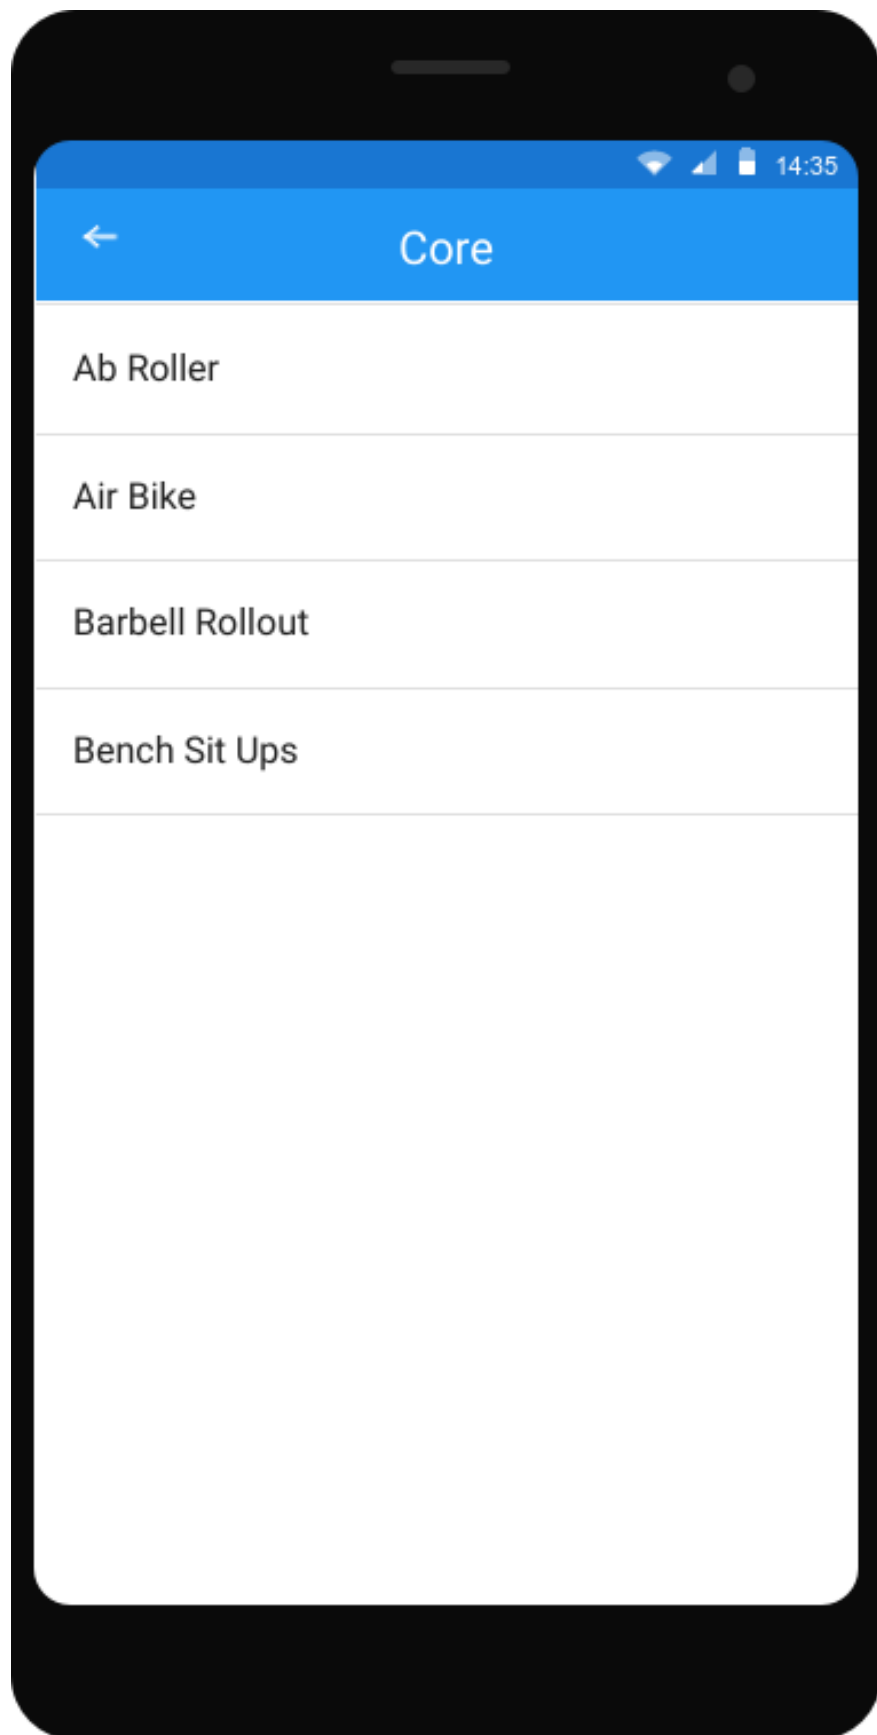 14:35
Core
Ab Roller
Air Bike
Barbell Rollout
Bench Sit Ups